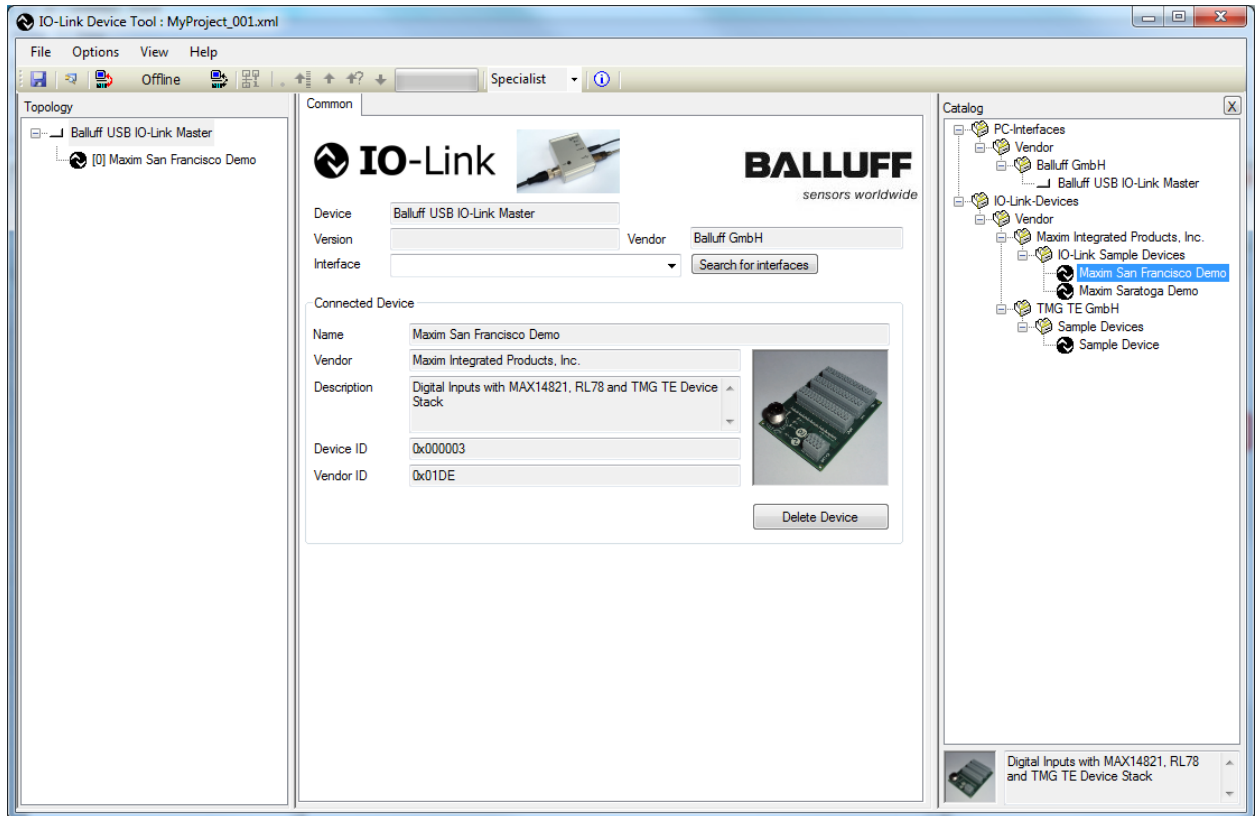 IO-Link Device Tool : MyProject_001.xml
File Options View Help
Offline Specialist
Topology
Balluff USB IO-Link Master
[0] Maxim San Francisco Demo
Common
IO-Link
BALLUFF
sensors worldwide
Device Balluff USB IO-Link Master
Version Vendor Balluff GmbH
Interface Search for interfaces
Connected Device
Name Maxim San Francisco Demo
Vendor Maxim Integrated Products, Inc.
Description Digital Inputs with MAX14821, RL78 and TMG TE Device
Stack
Device ID 0x000003
Vendor ID 0x01DE
Delete Device
Catalog X
PC-Interfaces
Vendor
Balluff GmbH
Balluff USB IO-Link Master
IO-Link-Devices
Vendor
Maxim Integrated Products, Inc.
IO-Link Sample Devices
Maxim San Francisco Demo
Maxim Saratoga Demo
TMG TE GmbH
Sample Devices
Sample Device
Digital Inputs with MAX14821, RL78
and TMG TE Device Stack